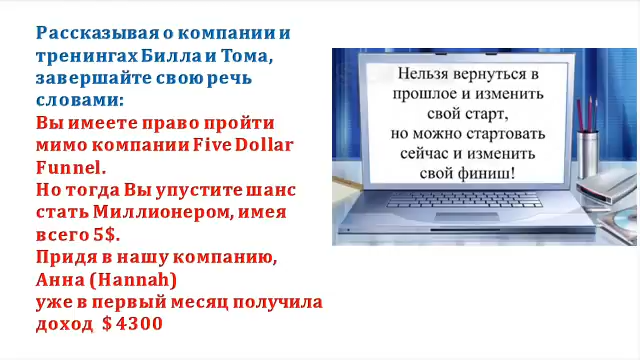 Рассказывая о компании и
тренингах Билла и Тома,
завершайте свою речь
словами:
Вы имеете право пройти
мимо компании Five Dollar
Funnel.
Но тогда Вы упустите шанс
стать Миллионером, имея
всего 5$.
Придя в нашу компанию,
Анна (Hannah)
уже в первый месяц получила
доход $ 4300
Нельзя вернуться в
прошлое и изменить
свой старт,
но можно стартовать
сейчас и изменить
свой финиш!